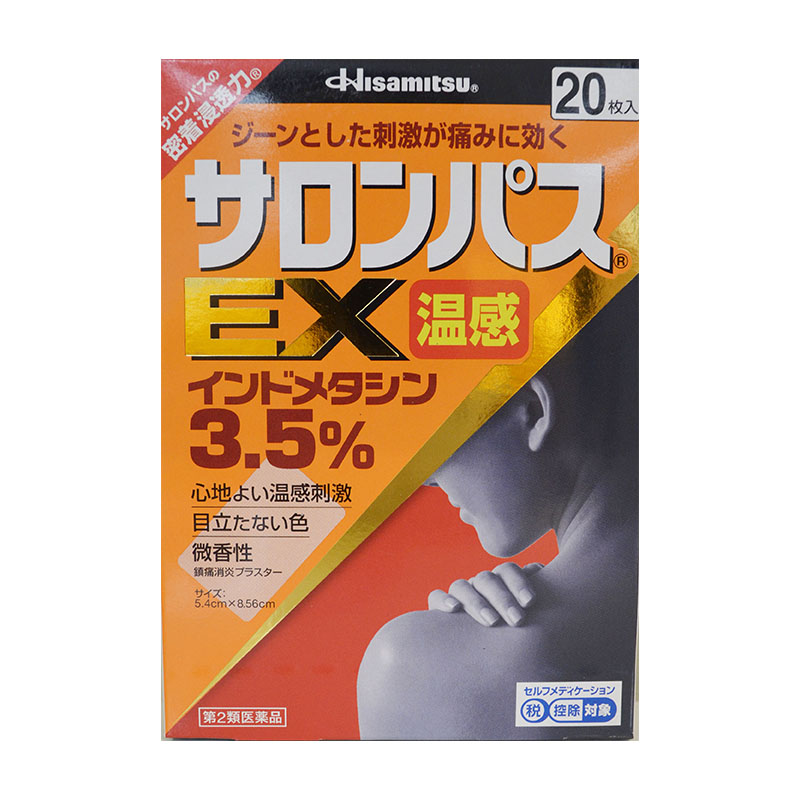 サロンパスの
密着浸透力®
Hisamitsu®
20枚入
ジーンとした刺激が痛みに効く
サロンパス®
EX 温感
インドメタシン
3.5%
心地よい温感刺激
目立たない色
微香性
鎮痛消炎プラスター
サイズ:
5.4cm×8.56cm
第2類医薬品
セルフメディケーション
税 控除 対象